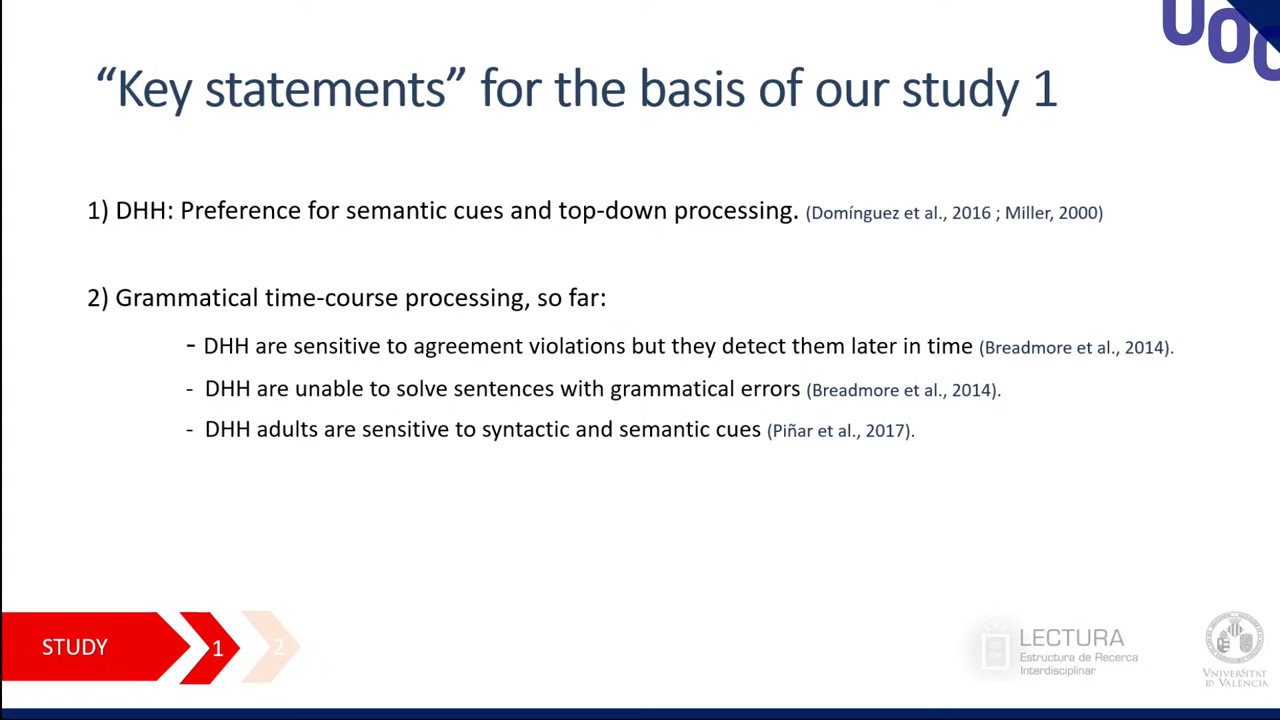 UOC
“Key statements” for the basis of our study 1
1) DHH: Preference for semantic cues and top-down processing. (Domínguez et al., 2016 ; Miller, 2000)
2) Grammatical time-course processing, so far:
- DHH are sensitive to agreement violations but they detect them later in time (Breadmore et al., 2014).
- DHH are unable to solve sentences with grammatical errors (Breadmore et al., 2014).
- DHH adults are sensitive to syntactic and semantic cues (Piñar et al., 2017).
STUDY 1 2
LECTURA
Estructura de Recerca
Interdisciplinar
VNIVERSITAT
ID VALÈNCIA